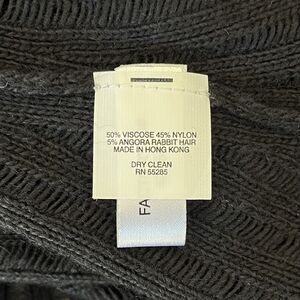 50% VISCOSE 45% NYLON
5% ANGORA RABBIT HAIR
MADE IN HONG KONG
DRY CLEAN
RN 55285
FA